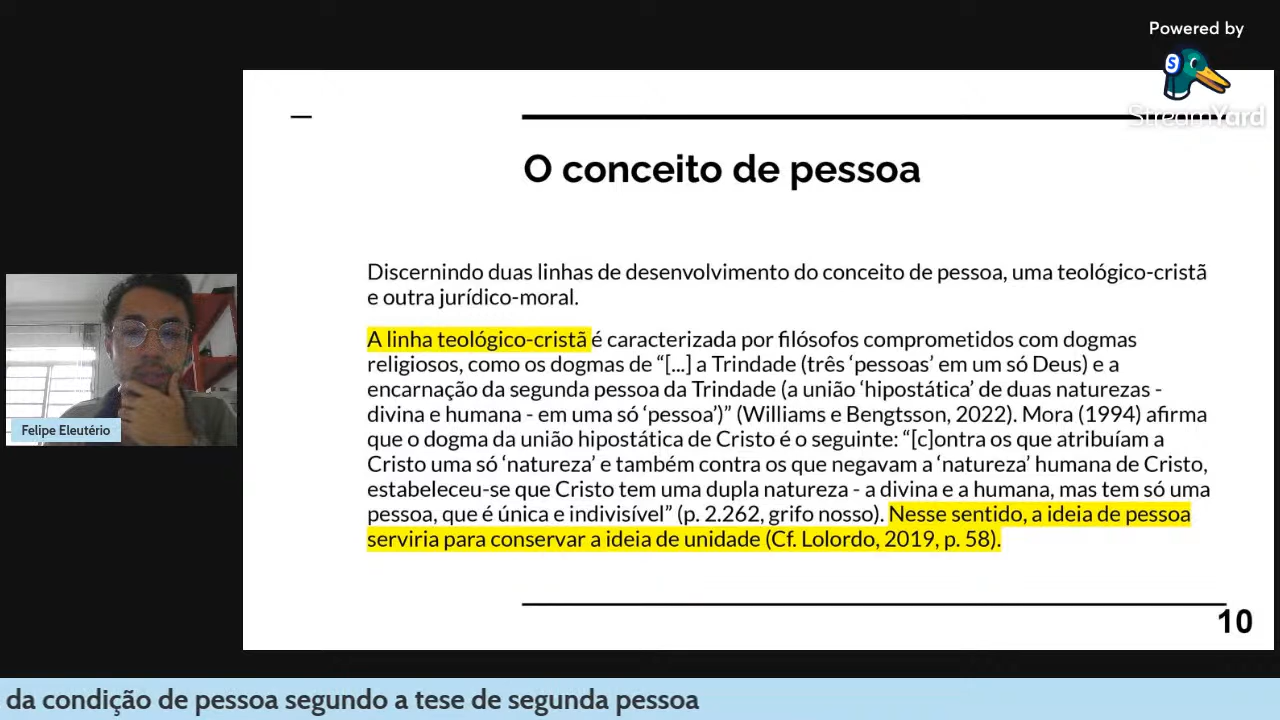 Powered by
StreamYard
O conceito de pessoa
Discernindo duas linhas de desenvolvimento do conceito de pessoa, uma teológico-cristã
e outra jurídico-moral.
A linha teológico-cristã é caracterizada por filósofos comprometidos com dogmas
religiosos, como os dogmas de “[...] a Trindade (três ‘pessoas’ em um só Deus) e a
encarnação da segunda pessoa da Trindade (a união ‘hipostática’ de duas naturezas -
divina e humana - em uma só ‘pessoa’)” (Williams e Bengtsson, 2022). Mora (1994) afirma
que o dogma da união hipostática de Cristo é o seguinte: “[c]ontra os que atribuíam a
Cristo uma só ‘natureza’ e também contra os que negavam a ‘natureza’ humana de Cristo,
estabeleceu-se que Cristo tem uma dupla natureza - a divina e a humana, mas tem só uma
pessoa, que é única e indivisível” (p. 2.262, grifo nosso). Nesse sentido, a ideia de pessoa
serviria para conservar a ideia de unidade (Cf. Lolordo, 2019, p. 58).
Felipe Eleutério
10
da condição de pessoa segundo a tese de segunda pessoa